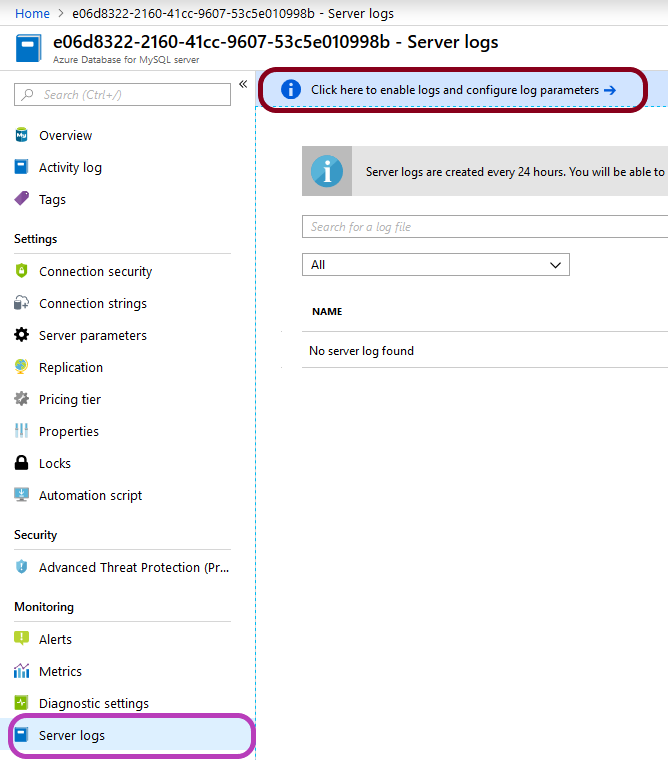 Home > e06d8322-2160-41cc-9607-53c5e010998b - Server logs
e06d8322-2160-41cc-9607-53c5e010998b - Server logs
Azure Database for MySQL server
Search (Ctrl+/)
«
Overview
Activity log
Tags
Settings
Connection security
Connection strings
Server parameters
Replication
Pricing tier
Properties
Locks
Automation script
Security
Advanced Threat Protection (Pr...
Monitoring
Alerts
Metrics
Diagnostic settings
Server logs
Click here to enable logs and configure log parameters →
Server logs are created every 24 hours. You will be able to
Search for a log file
All
NAME
No server log found